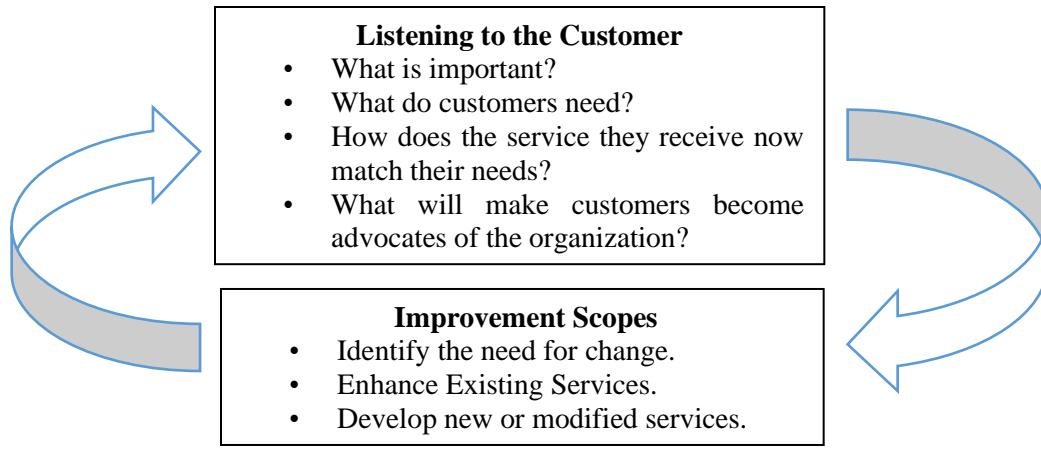 Listening to the Customer
• What is important?
• What do customers need?
• How does the service they receive now
match their needs?
• What will make customers become
advocates of the organization?
Improvement Scopes
• Identify the need for change.
• Enhance Existing Services.
• Develop new or modified services.